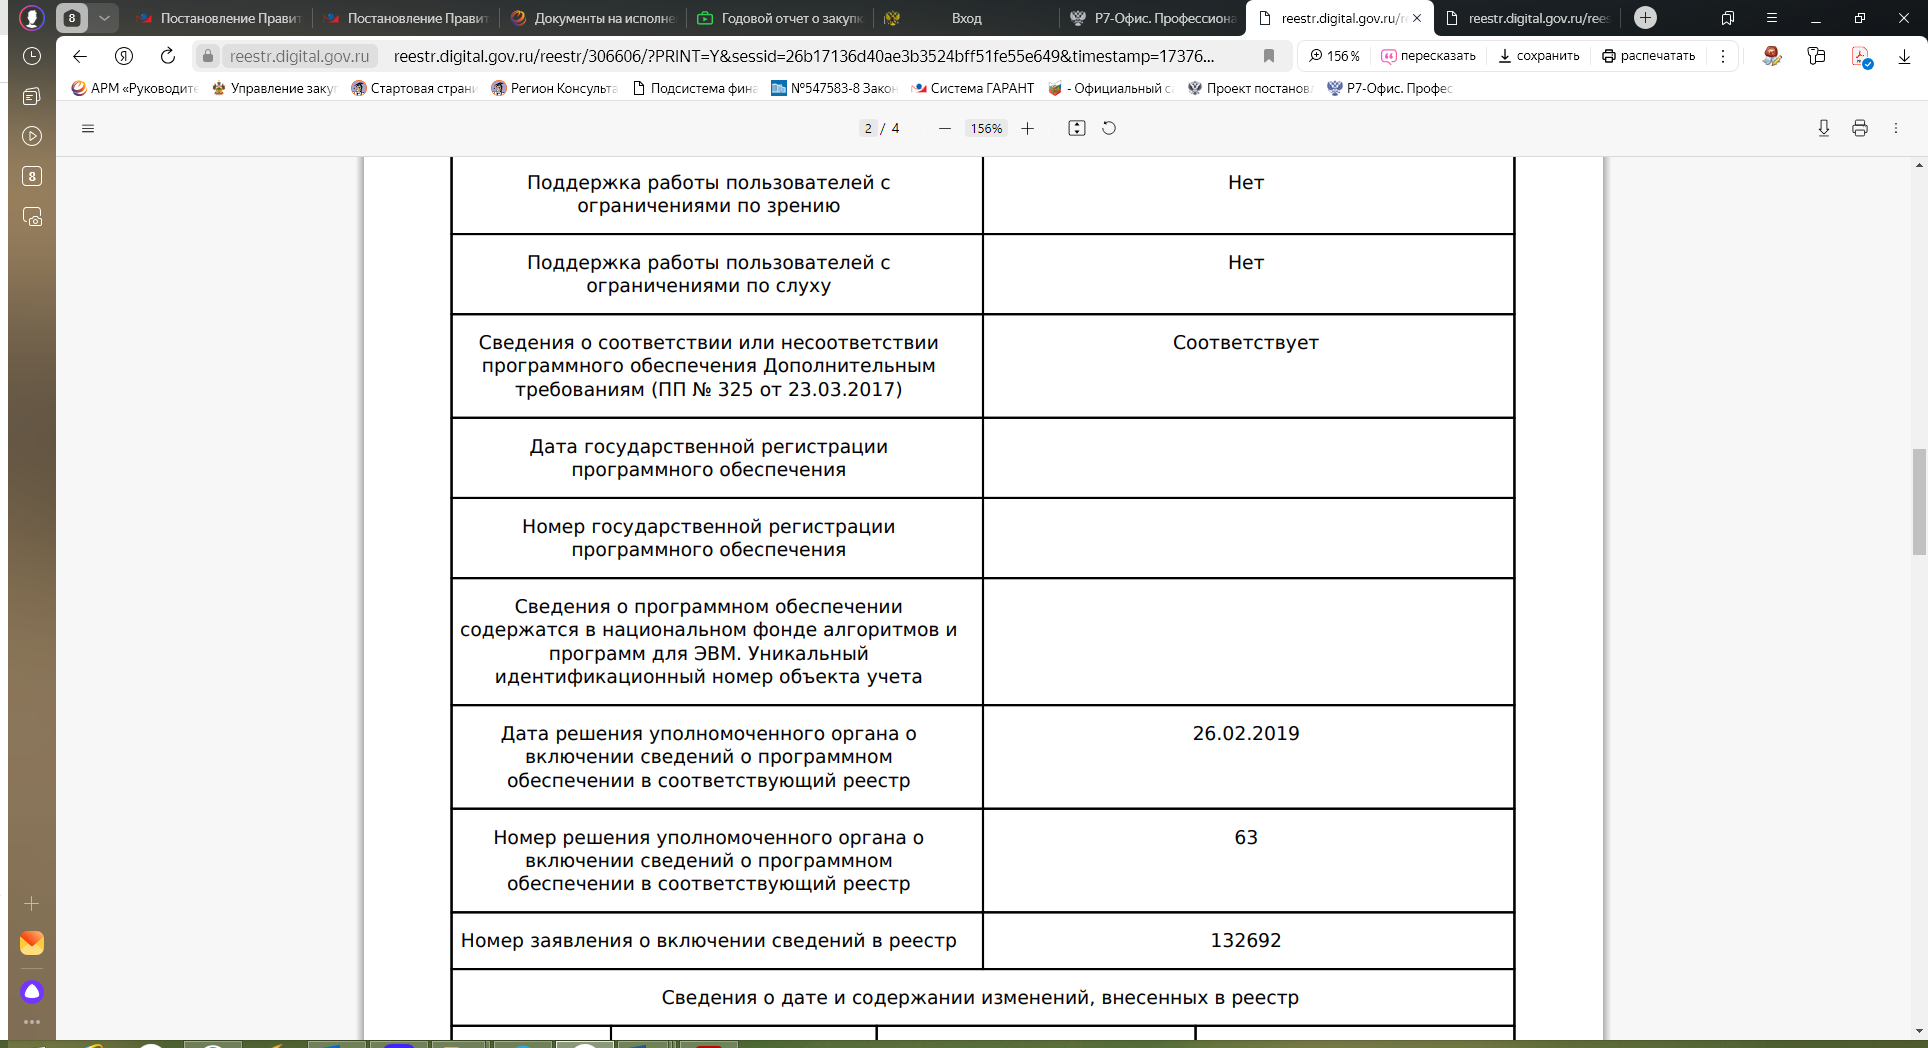 8
Постановление Правит
Постановление Правит
Документы на исполне
Годовой отчет о закупк
Вход
Р7-Офис. Профессиона
reestr.digital.gov.ru/r
reestr.digital.gov.ru/rees
reestr.digital.gov.ru
reestr.digital.gov.ru/reestr/306606/?PRINT=Y&sessid=26b17136d40ae3b3524bff51fe55e649&timestamp=17376...
156%
пересказать
сохранить
распечатать
АРМ «Руководите
Управление закуп
Стартовая страни
Регион Консульта
Подсистема фина
№547583-8 Закон
Система ГАРАНТ
- Официальный са
Проект постанов
Р7-Офис. Профес
8
2 / 4
156%
Поддержка работы пользователей с
ограничениями по зрению
Нет
Поддержка работы пользователей с
ограничениями по слуху
Нет
Сведения о соответствии или несоответствии
программного обеспечения Дополнительным
требованиям (ПП № 325 от 23.03.2017)
Соответствует
Дата государственной регистрации
программного обеспечения
Номер государственной регистрации
программного обеспечения
Сведения о программном обеспечении
содержатся в национальном фонде алгоритмов и
программ для ЭВМ. Уникальный
идентификационный номер объекта учета
Дата решения уполномоченного органа о
включении сведений о программном
обеспечении в соответствующий реестр
26.02.2019
Номер решения уполномоченного органа о
включении сведений о программном
обеспечении в соответствующий реестр
63
Номер заявления о включении сведений в реестр
132692
Сведения о дате и содержании изменений, внесенных в реестр